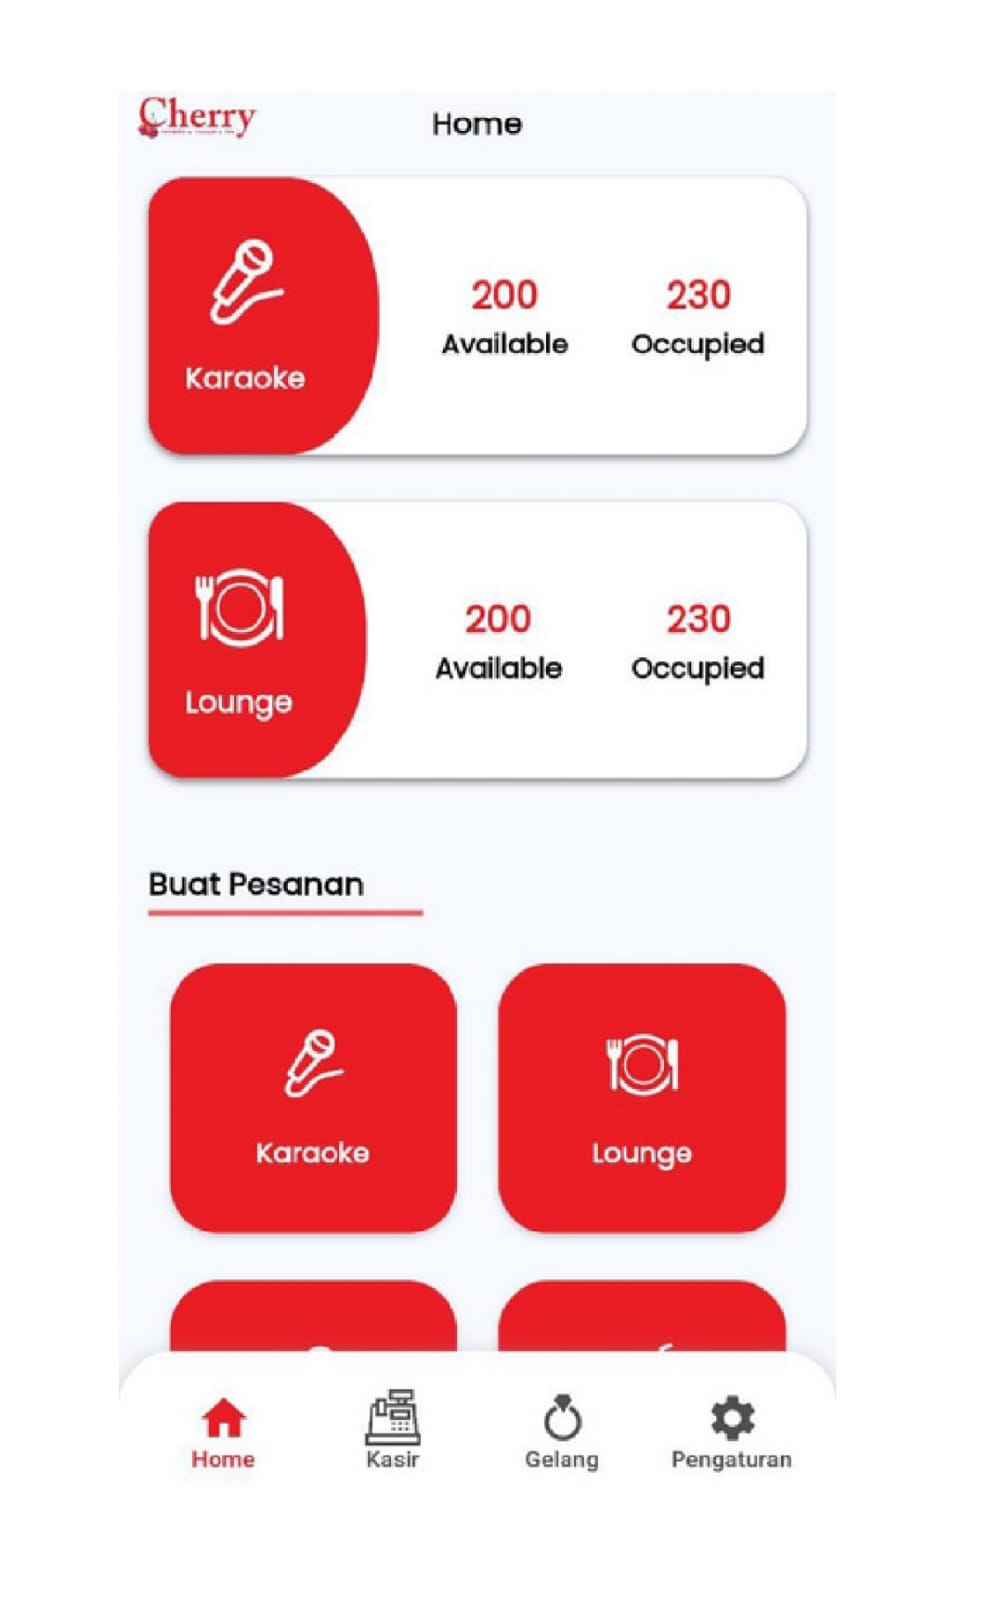 Cherry
Home
200 230
Available Occupied
Karaoke
200 230
Available Occupied
Lounge
Buat Pesanan
Karaoke Lounge
Home Kasir Gelang Pengaturan